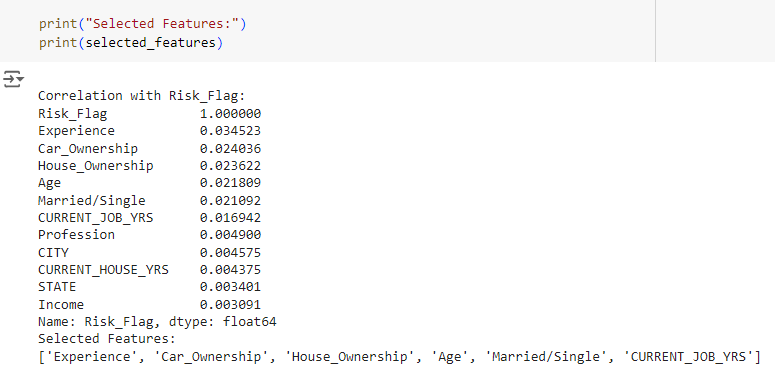 print("Selected Features:")
print(selected_features)
Correlation with Risk_Flag:
Risk_Flag 1.000000
Experience 0.034523
Car_Ownership 0.024036
House_Ownership 0.023622
Age 0.021809
Married/Single 0.021092
CURRENT_JOB_YRS 0.016942
Profession 0.004900
CITY 0.004575
CURRENT_HOUSE_YRS 0.004375
STATE 0.003401
Income 0.003091
Name: Risk_Flag, dtype: float64
Selected Features:
['Experience', 'Car_Ownership', 'House_Ownership', 'Age', 'Married/Single', 'CURRENT_JOB_YRS']